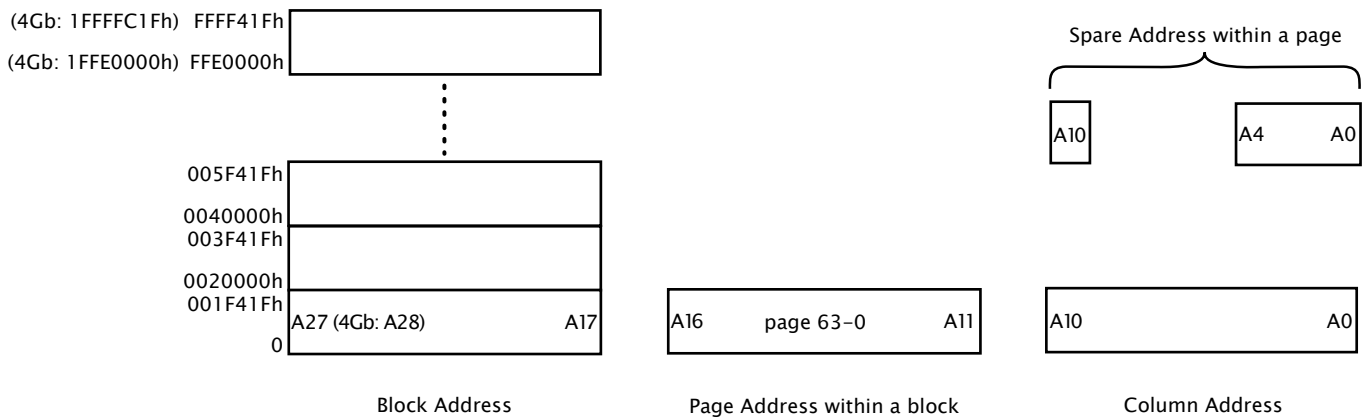 (4Gb: 1FFFFC1Fh) FFFF41Fh
(4Gb: 1FFE0000h) FFE0000h
Spare Address within a page
A10
A4 A0
005F41Fh
0040000h
003F41Fh
0020000h
001F41Fh
A27 (4Gb: A28) A17
0
A16 page 63-0 A11
A10 A0
Block Address
Page Address within a block
Column Address